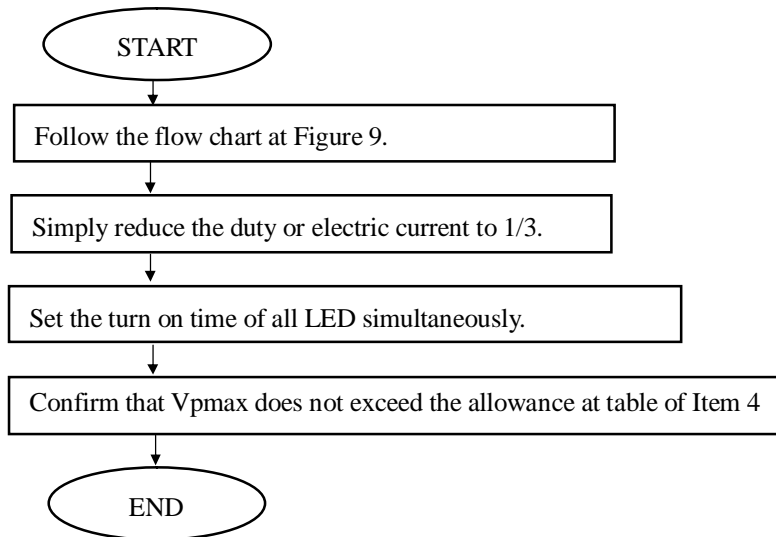 START
Follow the flow chart at Figure 9.
Simply reduce the duty or electric current to 1/3.
Set the turn on time of all LED simultaneously.
Confirm that Vpmax does not exceed the allowance at table of Item 4
END